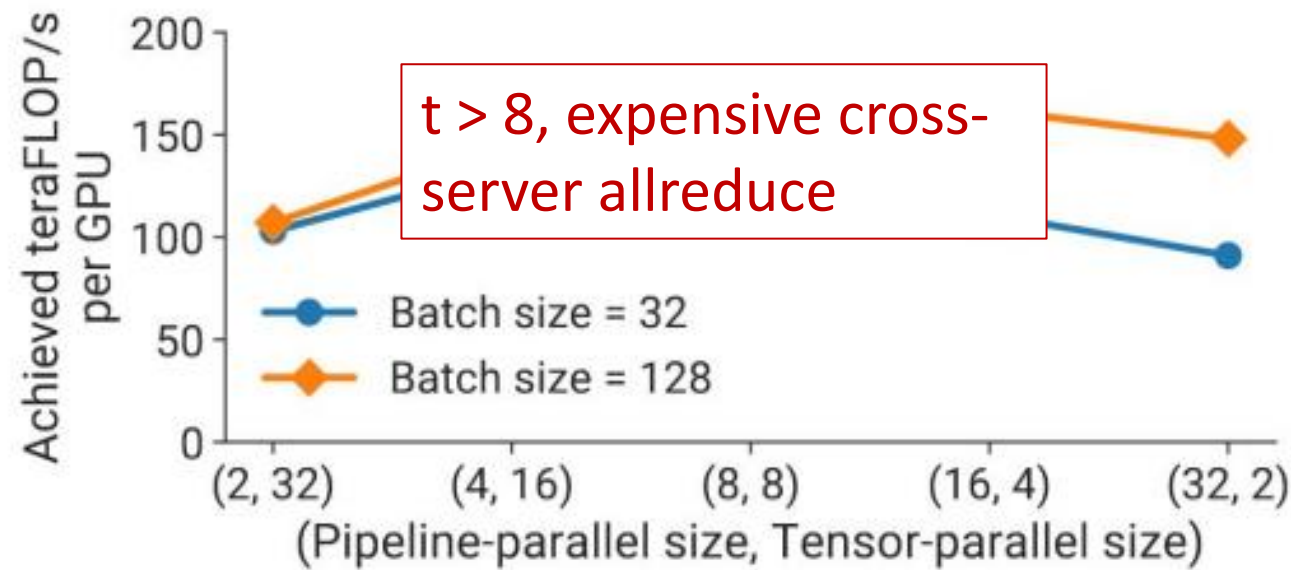 Achieved teraFLOP/s
per GPU
200
150
100
50
0
t > 8, expensive cross-
server allreduce
Batch size = 32
Batch size = 128
(2, 32)
(4, 16)
(8, 8)
(16, 4)
(32, 2)
(Pipeline-parallel size, Tensor-parallel size)